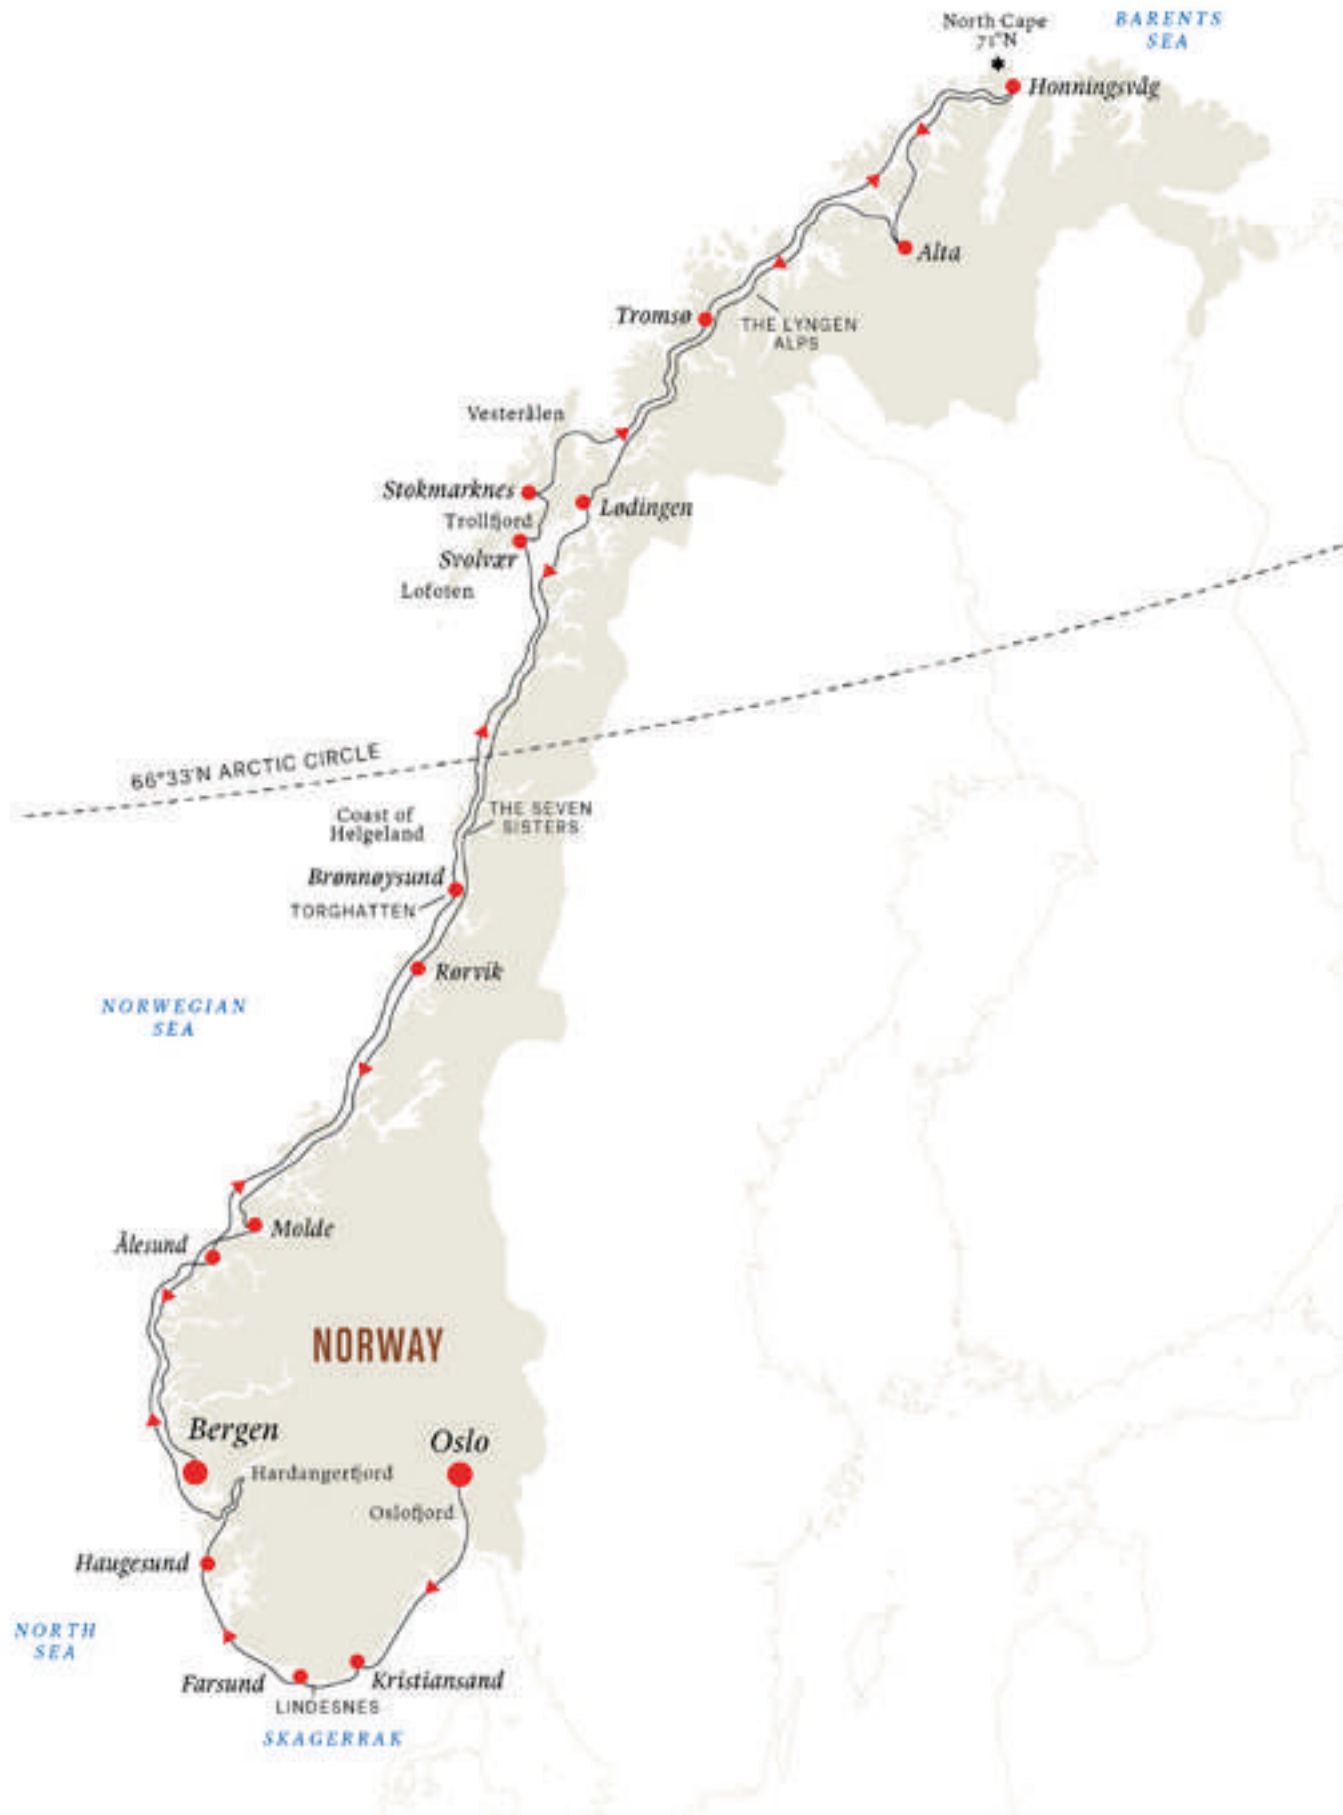 North Cape
71°N
BARENTS
SEA
Honningsvåg
Alta
Tromsø
THE LYNGEN
ALPS
Vesterålen
Stokmarknes
Lødingen
Trollfjord
Svolvær
Lofoten
66°33'N ARCTIC CIRCLE
Coast of
Helgeland
THE SEVEN
SISTERS
Brønnøysund
TORGHATTEN
Rørvik
NORWEGIAN
SEA
Molde
Ålesund
NORWAY
Bergen
Oslo
Hardangerfjord
Oslofjord
Haugesund
NORTH
SEA
Farsund
Kristiansand
LINDESNES
SKAGERRAK